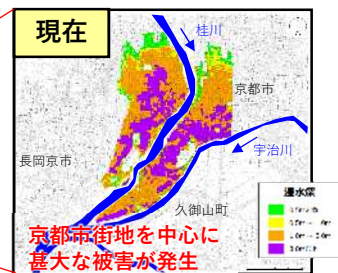 現在
桂川
京都市
長岡京市
宇治川
久御山町
浸水深
京都市街地を中心に
甚大な被害が発生